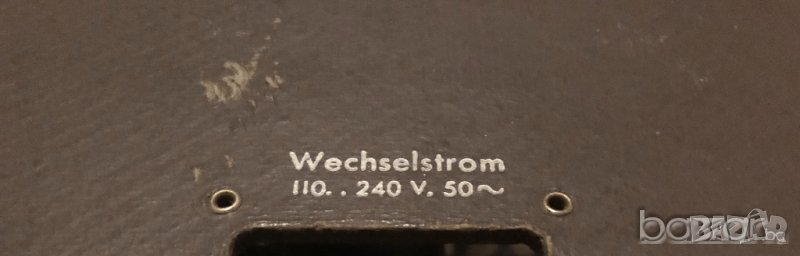 Wechselstrom
110. . 240 V. 50~